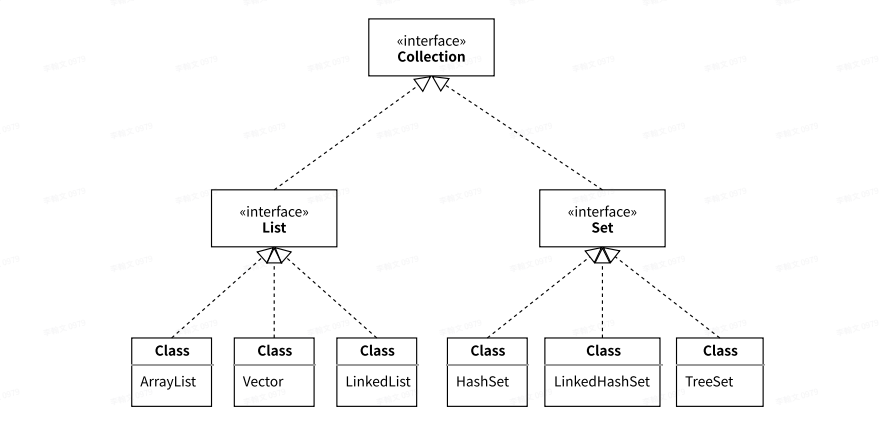 «interface»
Collection
«interface»
List
«interface»
Set
Class
ArrayList
Class
Vector
Class
LinkedList
Class
HashSet
Class
LinkedHashSet
Class
TreeSet